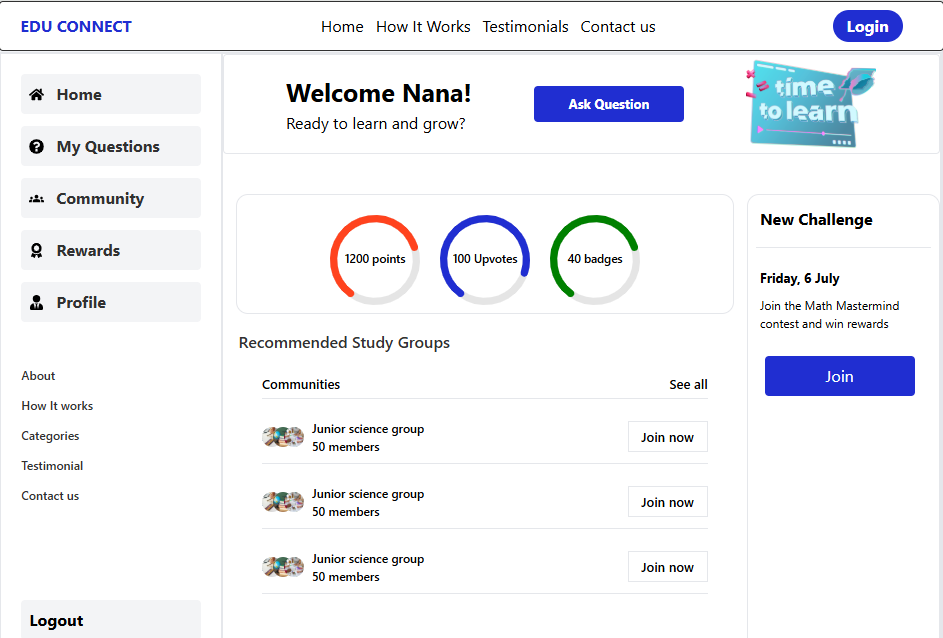 EDU CONNECT
Home How It Works Testimonials Contact us
Login
Home
My Questions
Community
Rewards
Profile
About
How It works
Categories
Testimonial
Contact us
Logout
Welcome Nana!
Ready to learn and grow?
Ask Question
time
to learn
1200 points
100 Upvotes
40 badges
Recommended Study Groups
Communities See all
Junior science group
50 members
Join now
Junior science group
50 members
Join now
Junior science group
50 members
Join now
New Challenge
Friday, 6 July
Join the Math Mastermind
contest and win rewards
Join